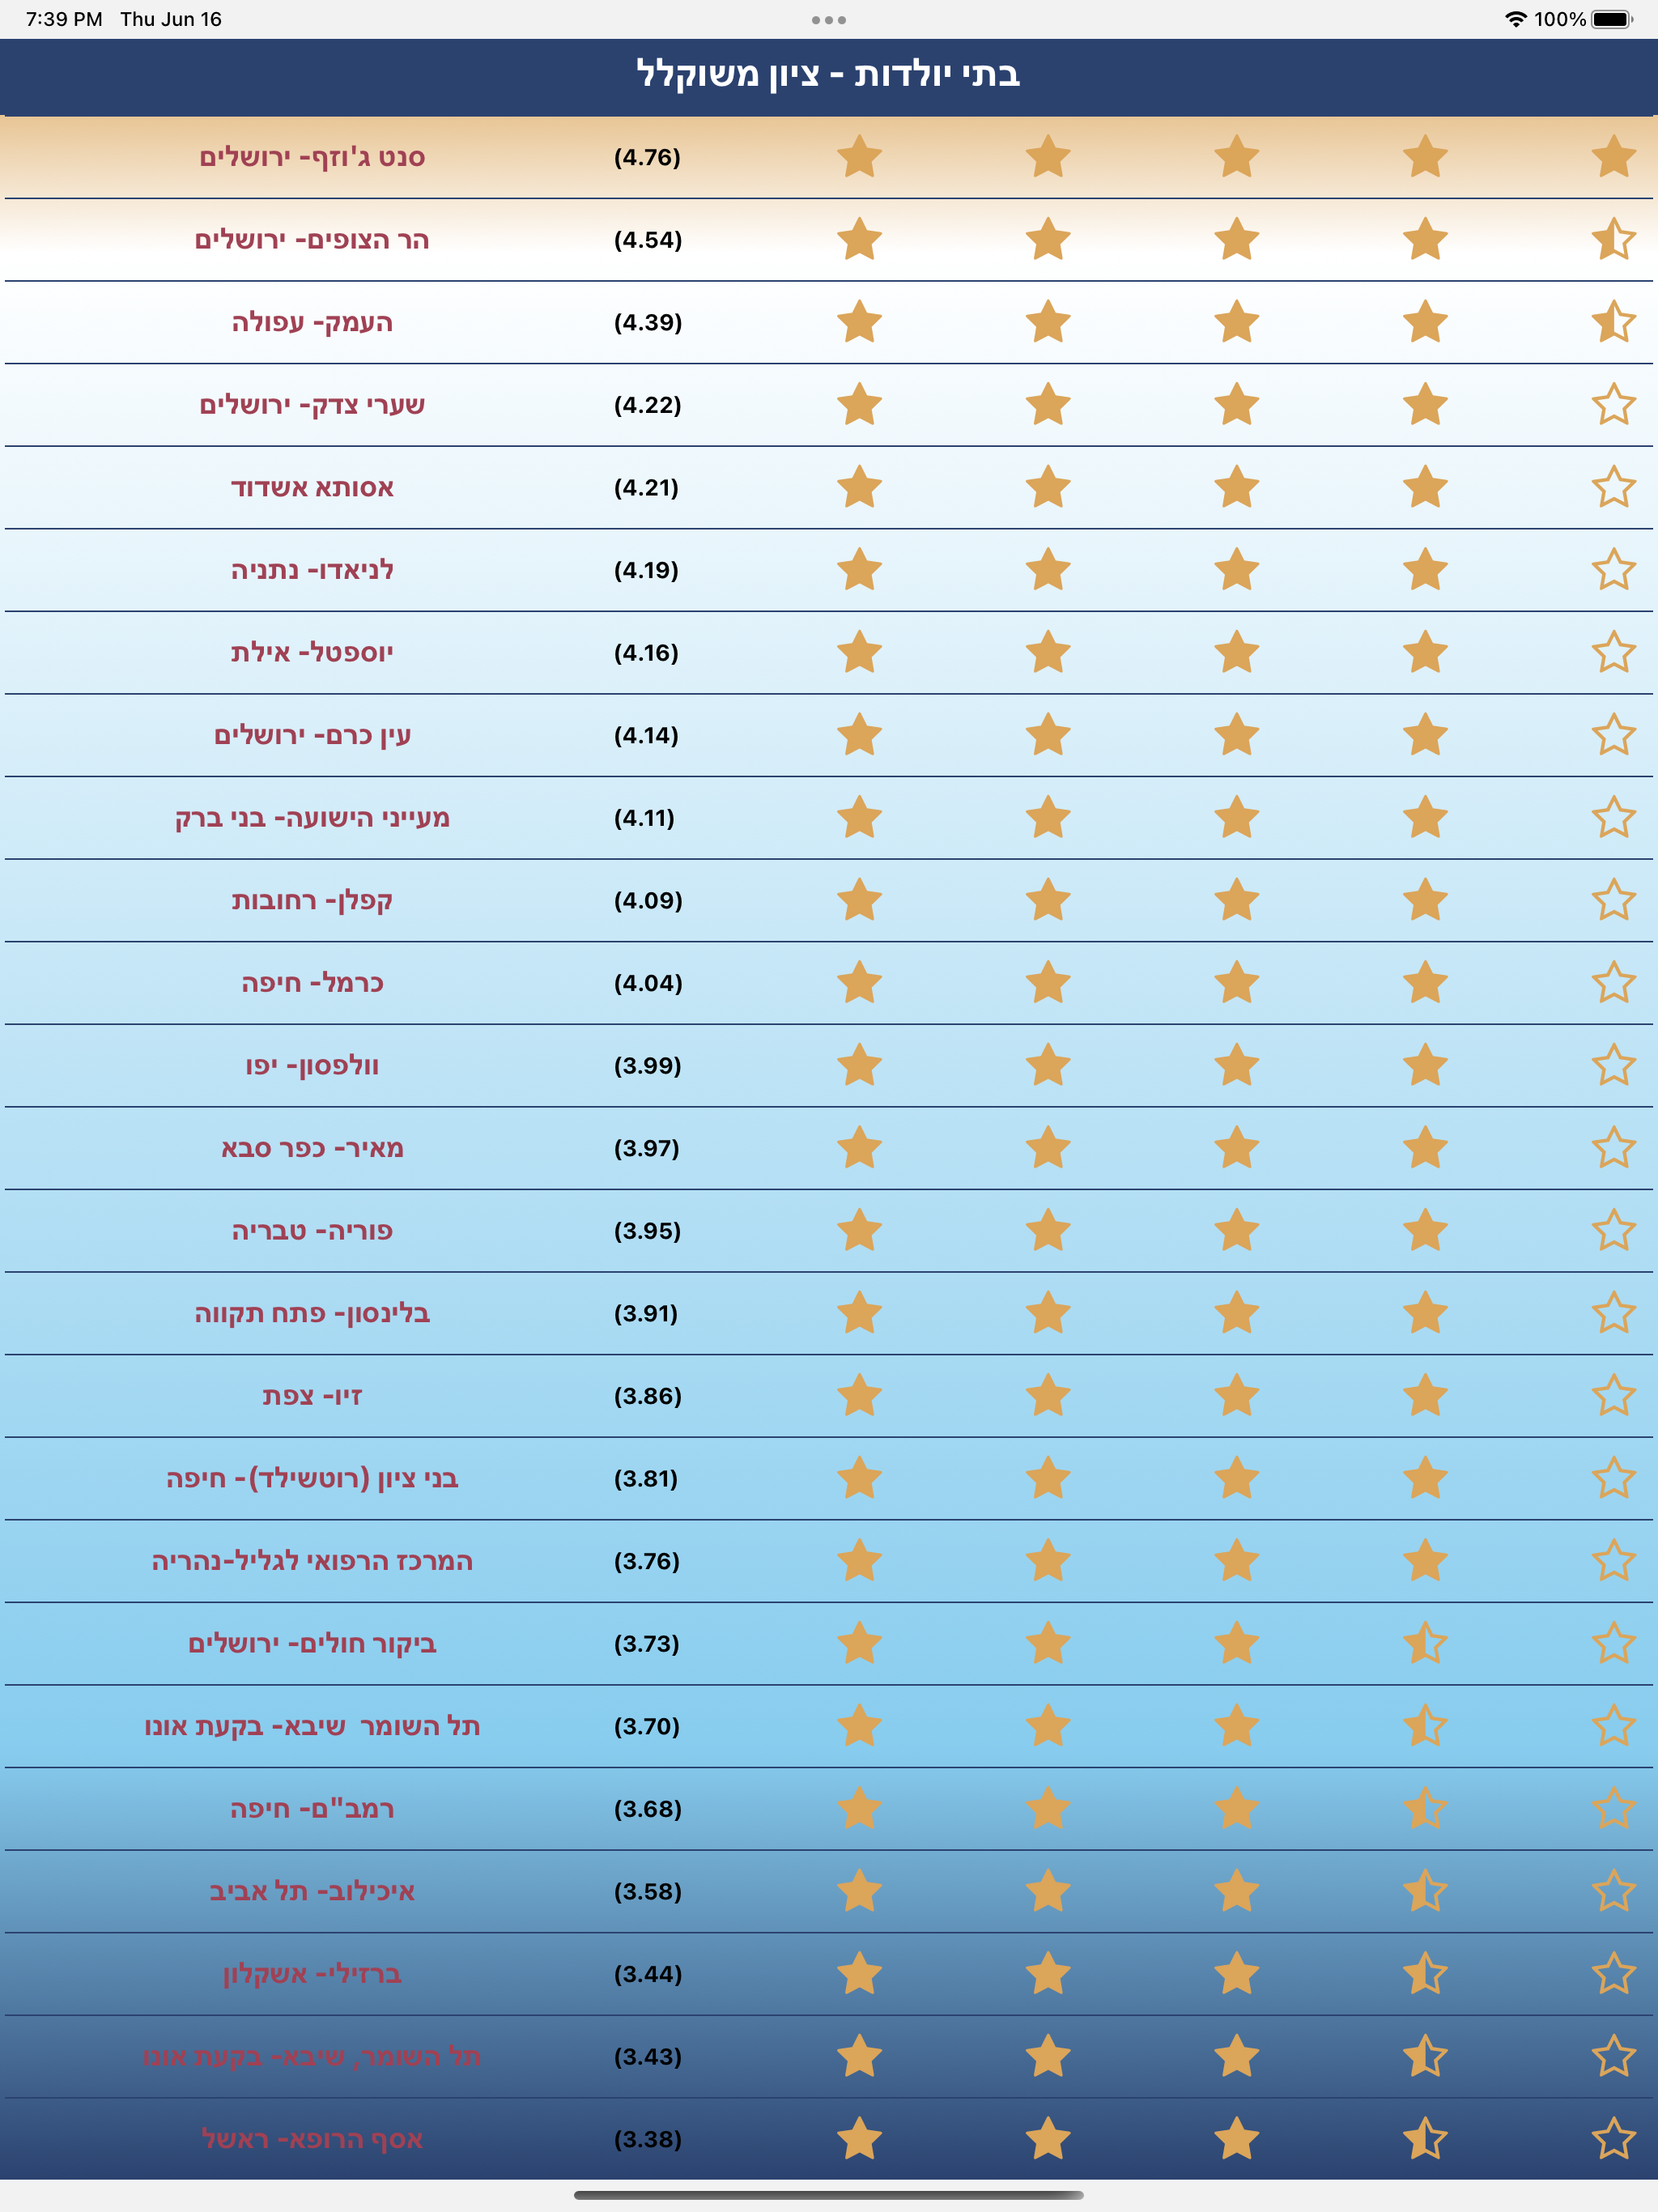 7:39 PM Thu Jun 16 100%
בתי יולדות - ציון משוקלל
סנט ג'וזף- ירושלים (4.76)
הר הצופים- ירושלים (4.54)
העמק- עפולה (4.39)
שערי צדק- ירושלים (4.22)
אסותא אשדוד (4.21)
לניאדו- נתניה (4.19)
יוספטל- אילת (4.16)
עין כרם- ירושלים (4.14)
מעייני הישועה- בני ברק (4.11)
קפלן- רחובות (4.09)
כרמל- חיפה (4.04)
וולפסון- יפו (3.99)
מאיר- כפר סבא (3.97)
פוריה- טבריה (3.95)
בלינסון- פתח תקווה (3.91)
זיו- צפת (3.86)
בני ציון (רוטשילד)- חיפה (3.81)
המרכז הרפואי לגליל-נהריה (3.76)
ביקור חולים- ירושלים (3.73)
תל השומר  שיבא- בקעת אונו (3.70)
רמב"ם- חיפה (3.68)
איכילוב- תל אביב (3.58)
ברזילי- אשקלון (3.44)
תל השומר, שיבא- בקעת אונו (3.43)
אסף הרופא- ראשל (3.38)